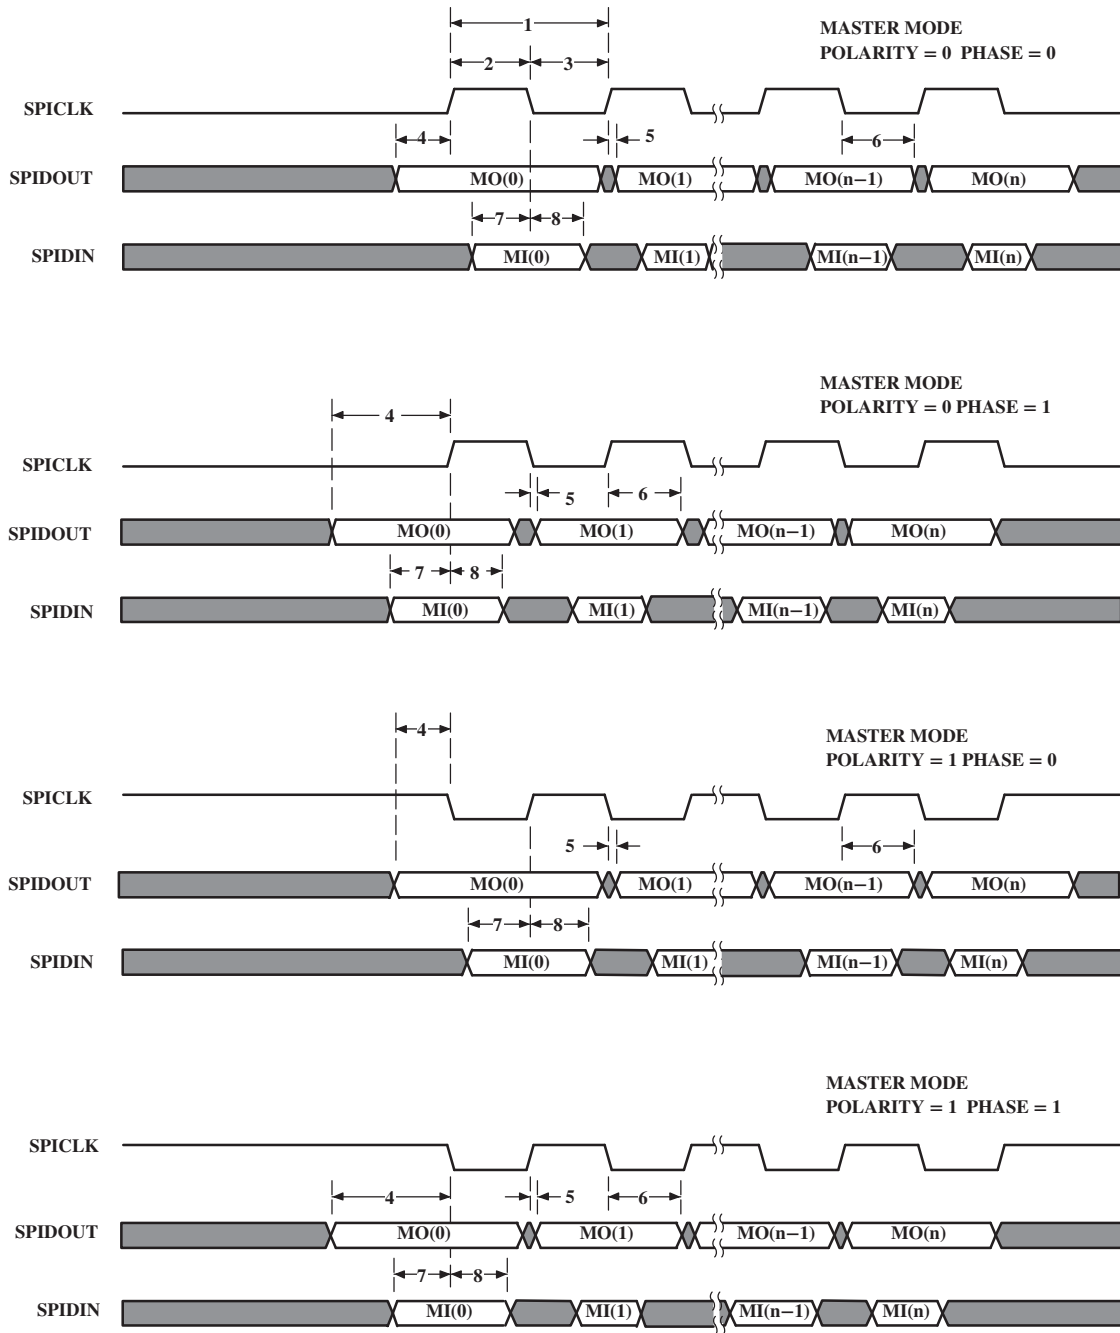 1
MASTER MODE
POLARITY = 0 PHASE = 0
2 3
SPICLK
4 5 6
SPIDOUT MO(0) MO(1) MO(n−1) MO(n)
7 8
SPIDIN MI(0) MI(1) MI(n−1) MI(n)
MASTER MODE
POLARITY = 0 PHASE = 1
4
SPICLK
5 6
SPIDOUT MO(0) MO(1) MO(n−1) MO(n)
7 8
SPIDIN MI(0) MI(1) MI(n−1) MI(n)
4
MASTER MODE
POLARITY = 1 PHASE = 0
SPICLK
5 6
SPIDOUT MO(0) MO(1) MO(n−1) MO(n)
7 8
SPIDIN MI(0) MI(1) MI(n−1) MI(n)
MASTER MODE
POLARITY = 1 PHASE = 1
SPICLK
4 5 6
SPIDOUT MO(0) MO(1) MO(n−1) MO(n)
7 8
SPIDIN MI(0) MI(1) MI(n−1) MI(n)